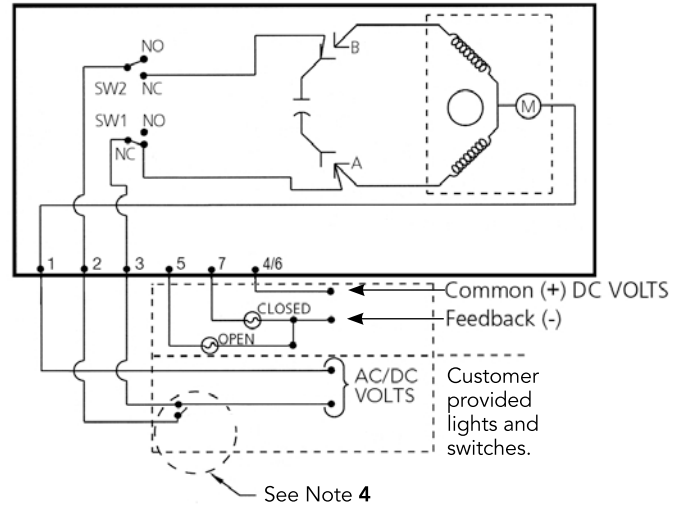 NO
B
SW2 NC
SW1 NO
M
NC
A
1 2 3 5 7 4/6
Common (+) DC VOLTS
CLOSED
Feedback (-)
OPEN
AC/DC
VOLTS
Customer
provided
lights and
switches.
See Note 4